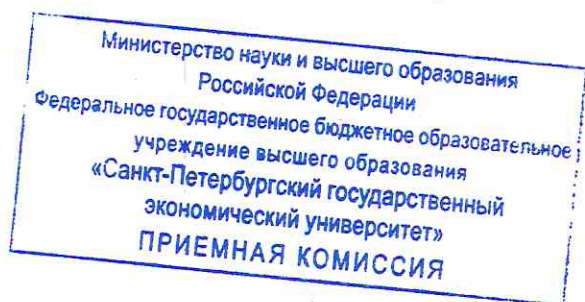 Министерство науки и высшего образования
Российской Федерации
Федеральное государственное бюджетное образовательное
учреждение высшего образования
«Санкт-Петербургский государственный
экономический университет»
ПРИЕМНАЯ КОМИССИЯ